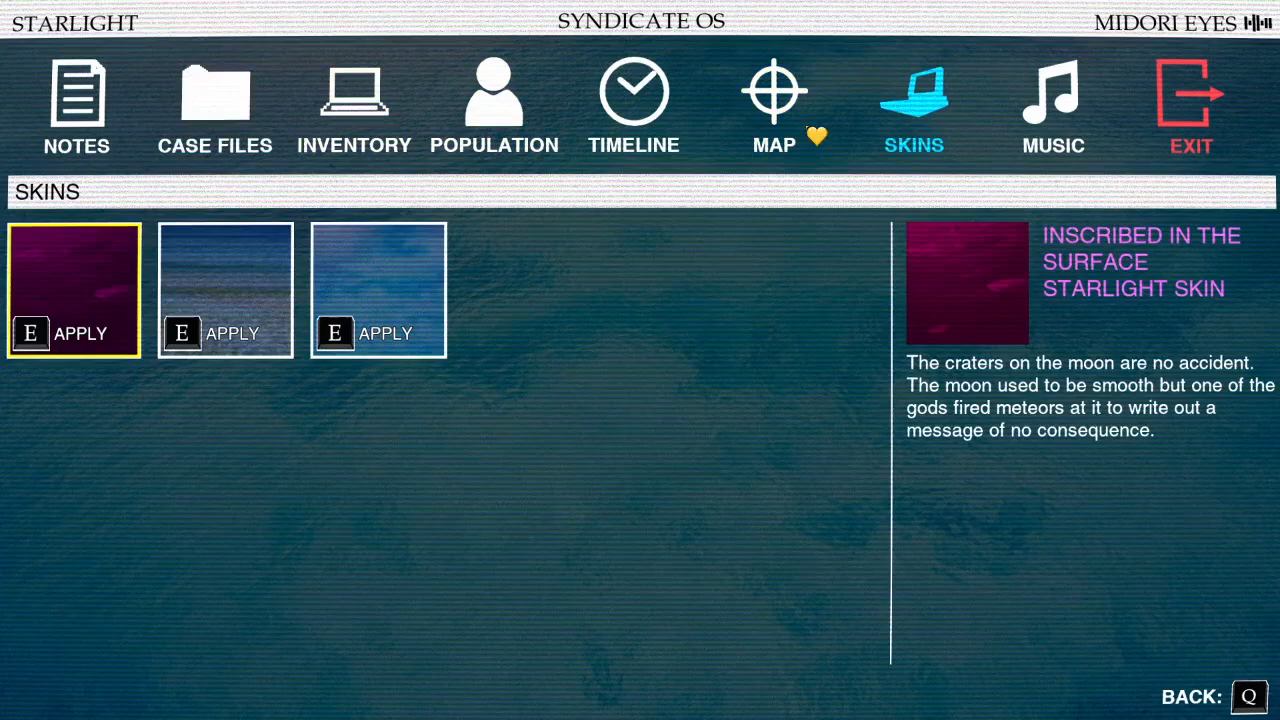 STARLIGHT
SYNDICATE OS
MIDORI EYES
NOTES
CASE FILES
INVENTORY
POPULATION
TIMELINE
MAP
SKINS
MUSIC
EXIT
SKINS
E APPLY
E APPLY
E APPLY
INSCRIBED IN THE
SURFACE
STARLIGHT SKIN
The craters on the moon are no accident.
The moon used to be smooth but one of the
gods fired meteors at it to write out a
message of no consequence.
BACK: Q